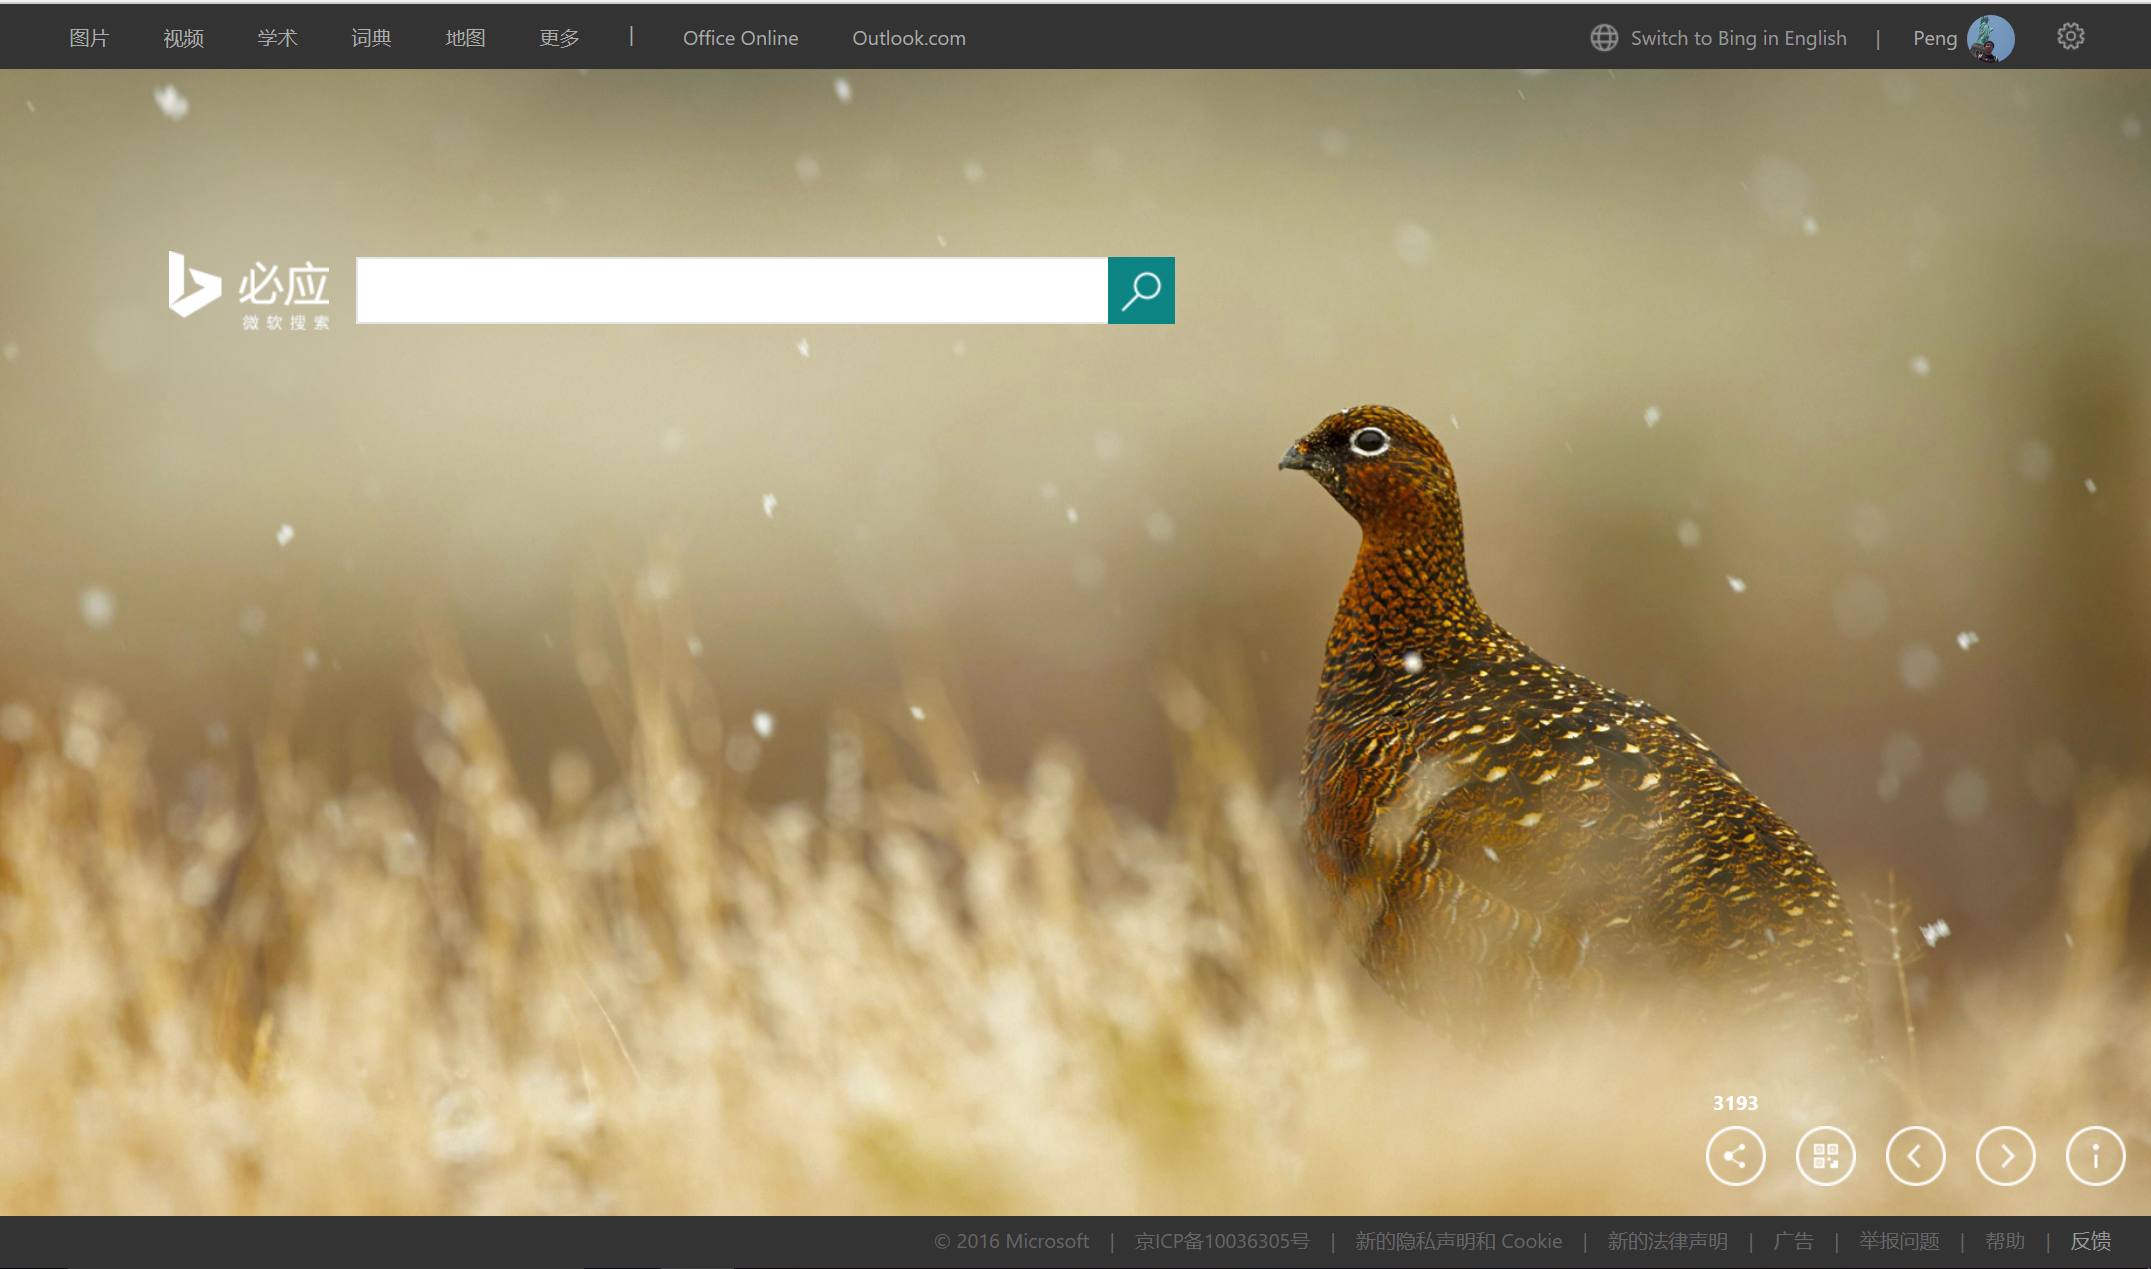 图片 视频 学术 词典 地图 更多 | Office Online Outlook.com Switch to Bing in English | Peng
必应
微软搜索
3193
© 2016 Microsoft | 京ICP备10036305号 | 新的隐私声明和 Cookie | 新的法律声明 | 广告 | 举报问题 | 帮助 | 反馈